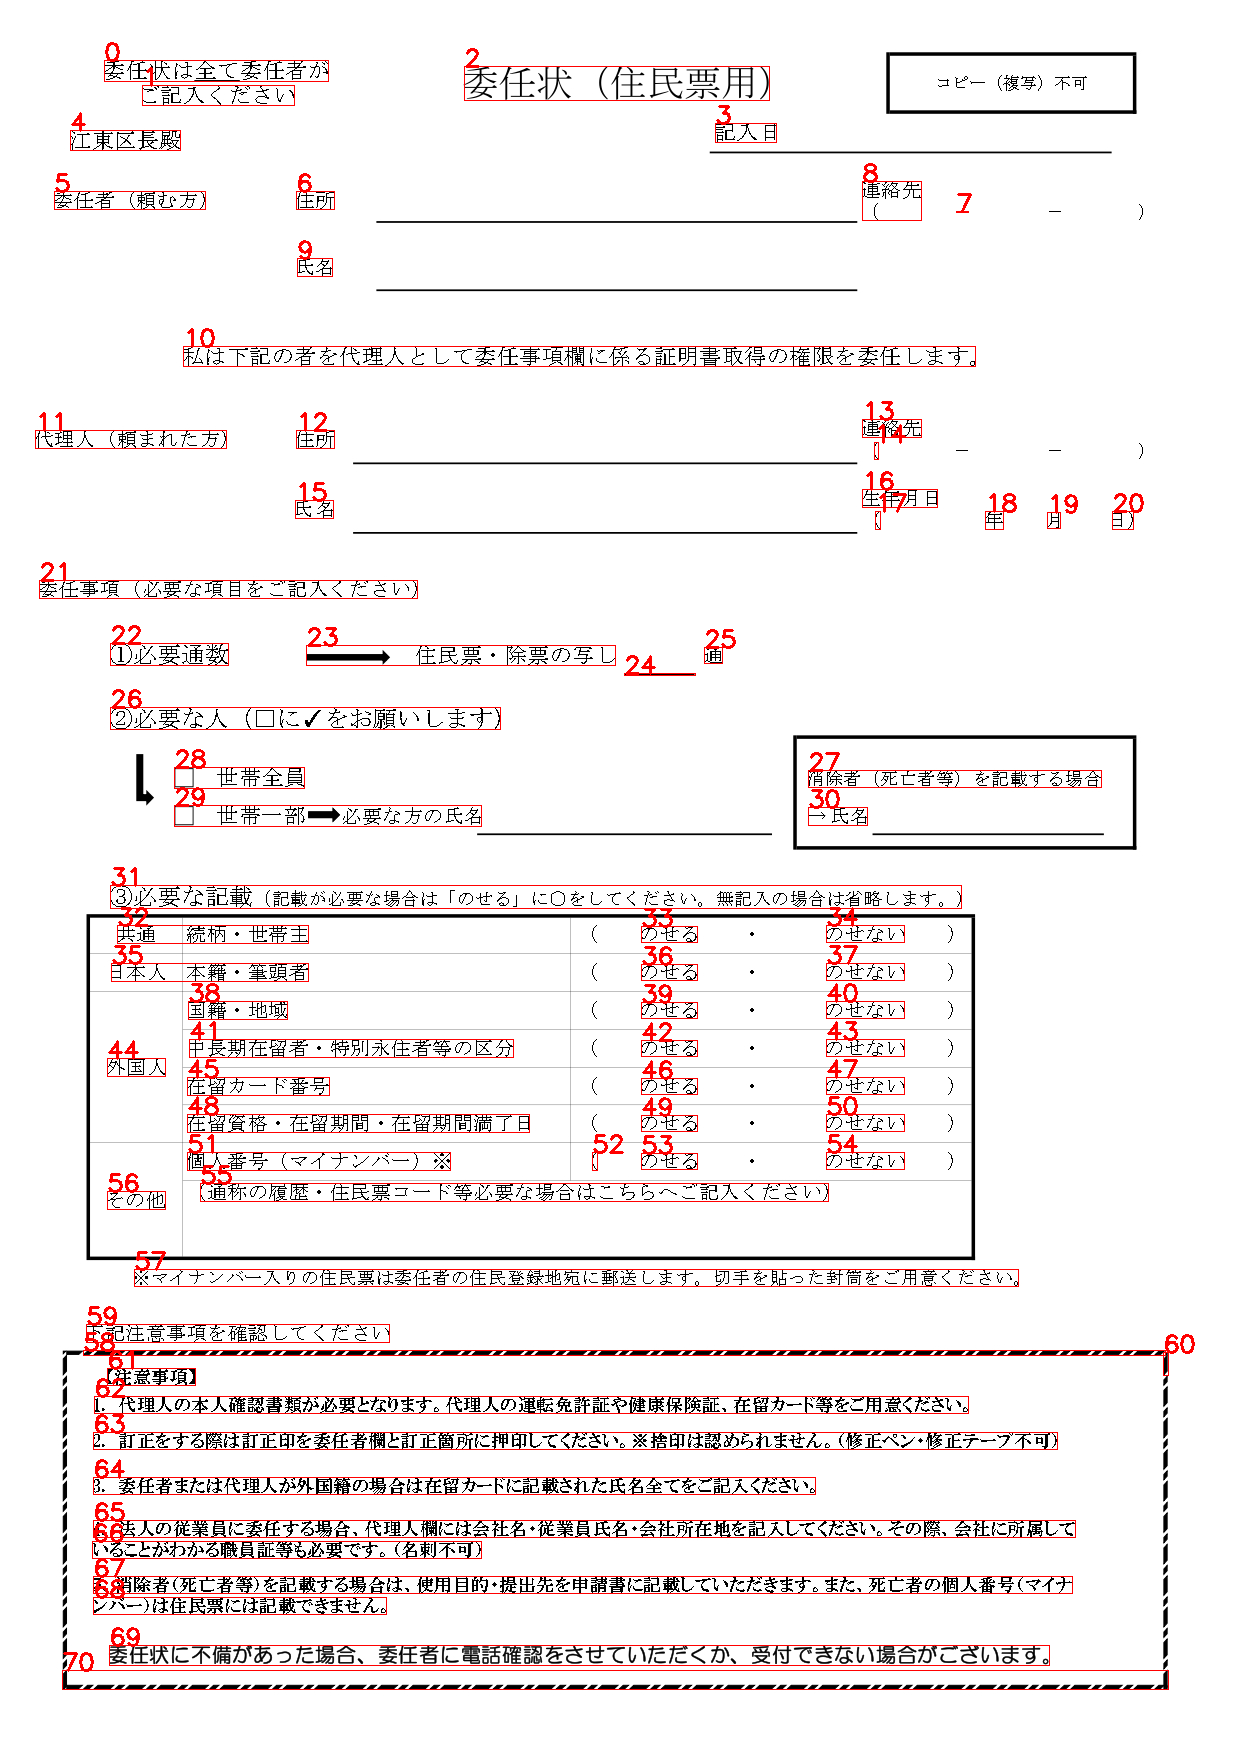 委任状は全て委任者が
ご記入ください
委任状（住民票用）
コピー（複写）不可
江東区長殿
記入日
委任者（頼む方）
住所
連絡先
（　－　－　）
氏名
私は下記の者を代理人として委任事項欄に係る証明書取得の権限を委任します。
代理人（頼まれた方）
住所
連絡先
（　－　－　）
氏名
生年月日
（　年　月　日）
委任事項（必要な項目をご記入ください）
①必要通数　➡　住民票・除票の写し　通
②必要な人（□に✓をお願いします）
□　世帯全員
□　世帯一部➡必要な方の氏名
消除者（死亡者等）を記載する場合
→氏名
③必要な記載（記載が必要な場合は「のせる」に○をしてください。無記入の場合は省略します。）
共通　続柄・世帯主　（　のせる　・　のせない　）
日本人　本籍・筆頭者　（　のせる　・　のせない　）
外国人
国籍・地域　（　のせる　・　のせない　）
中長期在留者・特別永住者等の区分　（　のせる　・　のせない　）
在留カード番号　（　のせる　・　のせない　）
在留資格・在留期間・在留期間満了日　（　のせる　・　のせない　）
その他
個人番号（マイナンバー）※　（　のせる　・　のせない　）
（通称の履歴・住民票コード等必要な場合はこちらへご記入ください）
※マイナンバー入りの住民票は委任者の住民登録地宛に郵送します。切手を貼った封筒をご用意ください。
下記注意事項を確認してください
【注意事項】
1.　代理人の本人確認書類が必要となります。代理人の運転免許証や健康保険証、在留カード等をご用意ください。
2.　訂正をする際は訂正印を委任者欄と訂正箇所に押印してください。※捨印は認められません。（修正ペン・修正テープ不可）
3.　委任者または代理人が外国籍の場合は在留カードに記載された氏名全てをご記入ください。
4.　法人の従業員に委任する場合、代理人欄には会社名・従業員氏名・会社所在地を記入してください。その際、会社に所属して
いることがわかる職員証等も必要です。（名刺不可）
5.　消除者（死亡者等）を記載する場合は、使用目的・提出先を申請書に記載していただきます。また、死亡者の個人番号（マイナ
ンバー）は住民票には記載できません。
委任状に不備があった場合、委任者に電話確認をさせていただくか、受付できない場合がございます。